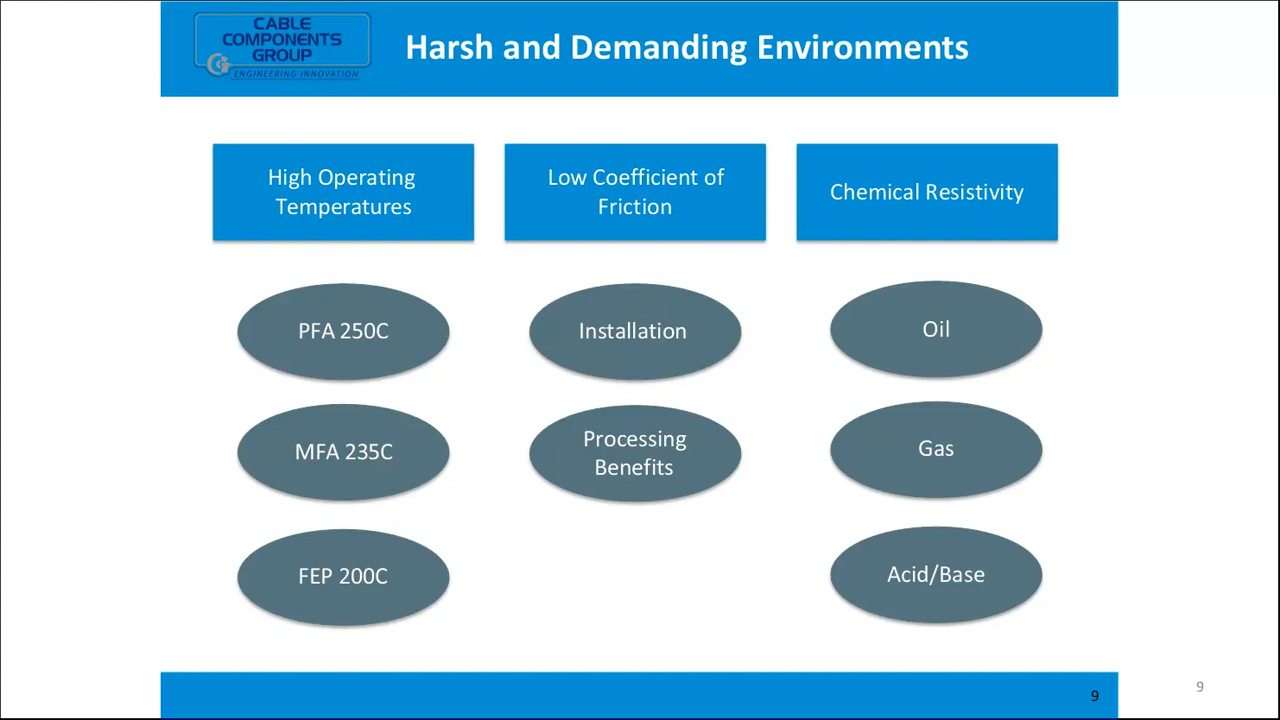 CABLE
COMPONENTS
GROUP
ENGINEERING INNOVATION
Harsh and Demanding Environments
High Operating
Temperatures
Low Coefficient of
Friction
Chemical Resistivity
PFA 250C
Installation
Oil
MFA 235C
Processing
Benefits
Gas
FEP 200C
Acid/Base
9
9